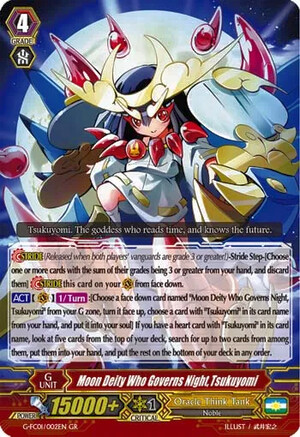 4
GRADE
Tsukuyomi. The goddess who reads time, and knows the future.
STRIDE (Released when both players' vanguards are grade 3 or greater!)-Stride Step-[Choose
one or more cards with the sum of their grades being 3 or greater from your hand, and discard
them] STRIDE this card on your from face down.
ACT 1/Turn :[Choose a face down card named "Moon Deity Who Governs Night,
Tsukuyomi" from your G zone, turn it face up, choose a card with "Tsukuyomi" in its card
name from your hand, and put it into your soul] If you have a heart card with "Tsukuyomi" in its card
name, look at five cards from the top of your deck, search for up to two cards from
among them, put them into your hand, and put the rest on the bottom of your deck in any order.
G
UNIT
Moon Deity Who Governs Night, Tsukuyomi
POWER 15000+ 1 CRITICAL
Oracle Think Tank
Noble
G-FC01/002EN GR
ILLUST / 武井宏之